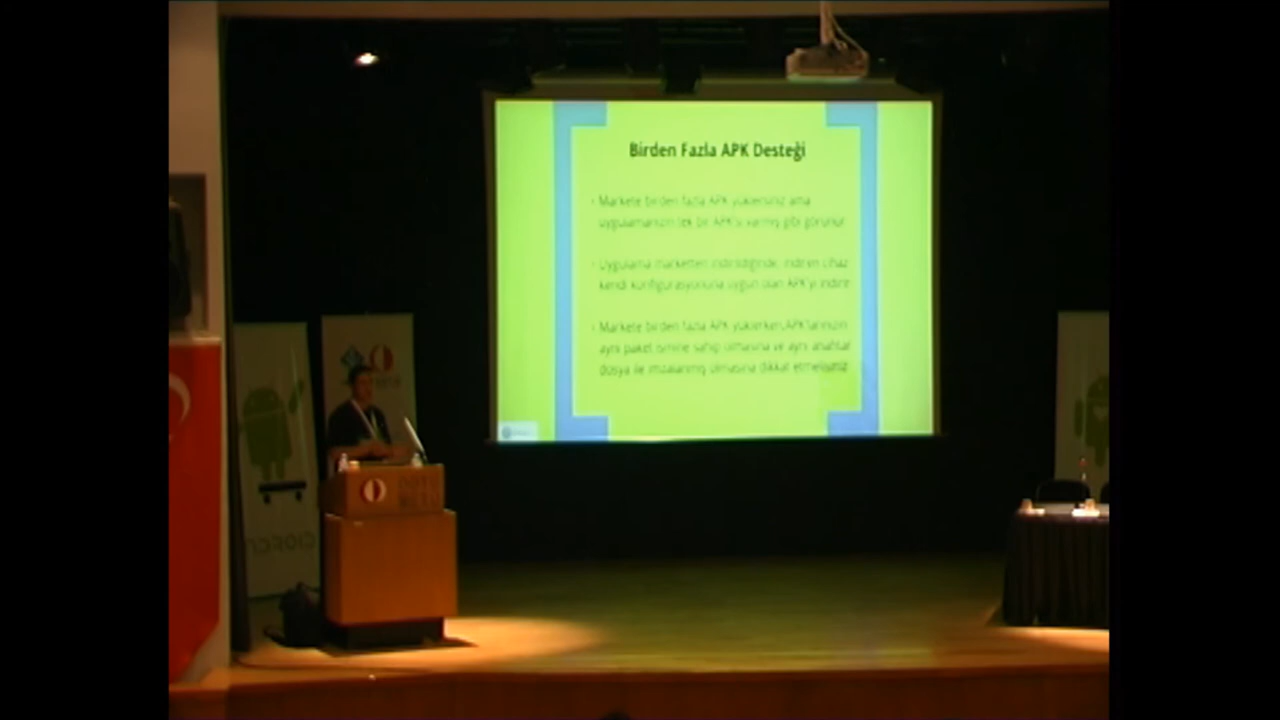 Birden Fazla APK Desteği
Markete birden fazla APK yüklersiniz ama
uygulamanızın tek bir APK'sı varmış gibi görünür
Uygulama marketten indirildiğinde, indiren cihaz
kendi konfigurasyonuna uygun olan APK'yı indirir
Markete birden fazla APK yüklerken,APK'larınızın
aynı paket ismine sahip olmasına ve aynı anahtar
dosya ile imzalanmış olmasına dikkat etmelisiniz
ANDROID